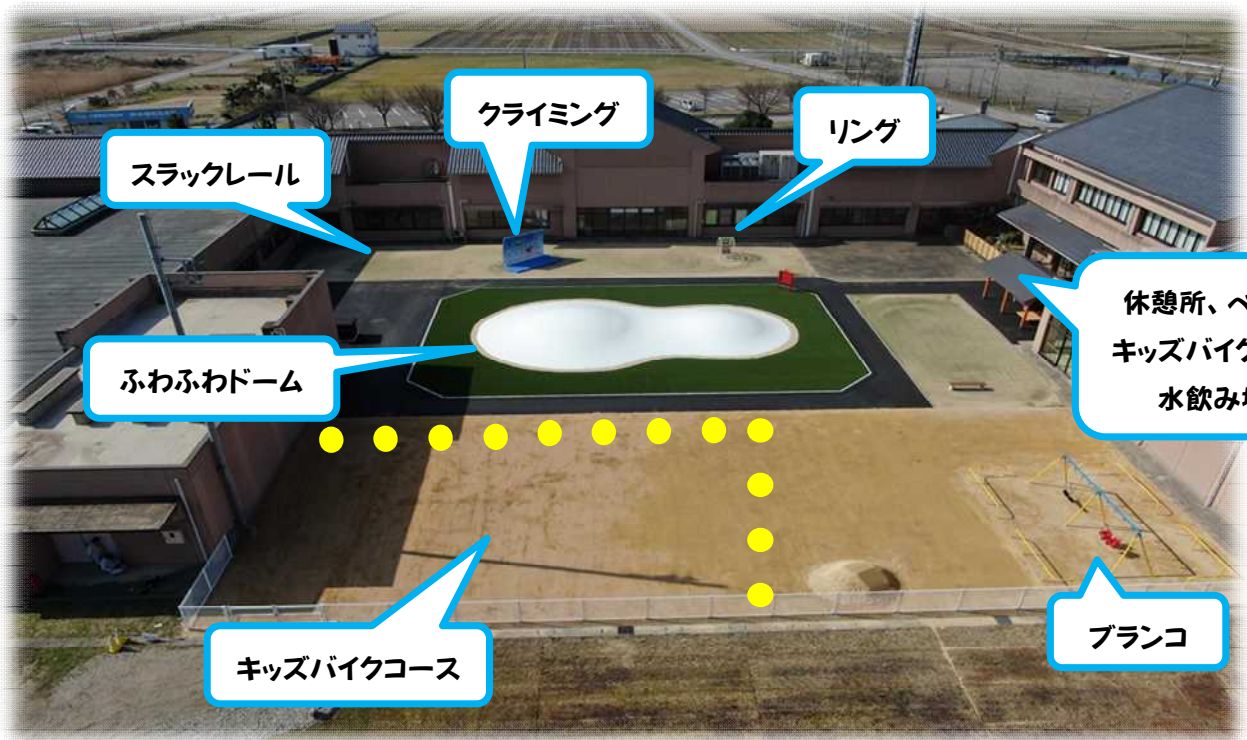 クライミング
リング
スラックレール
休憩所、ベ
キッズバイク
水飲み
ふわふわドーム
キッズバイクコース
ブランコ